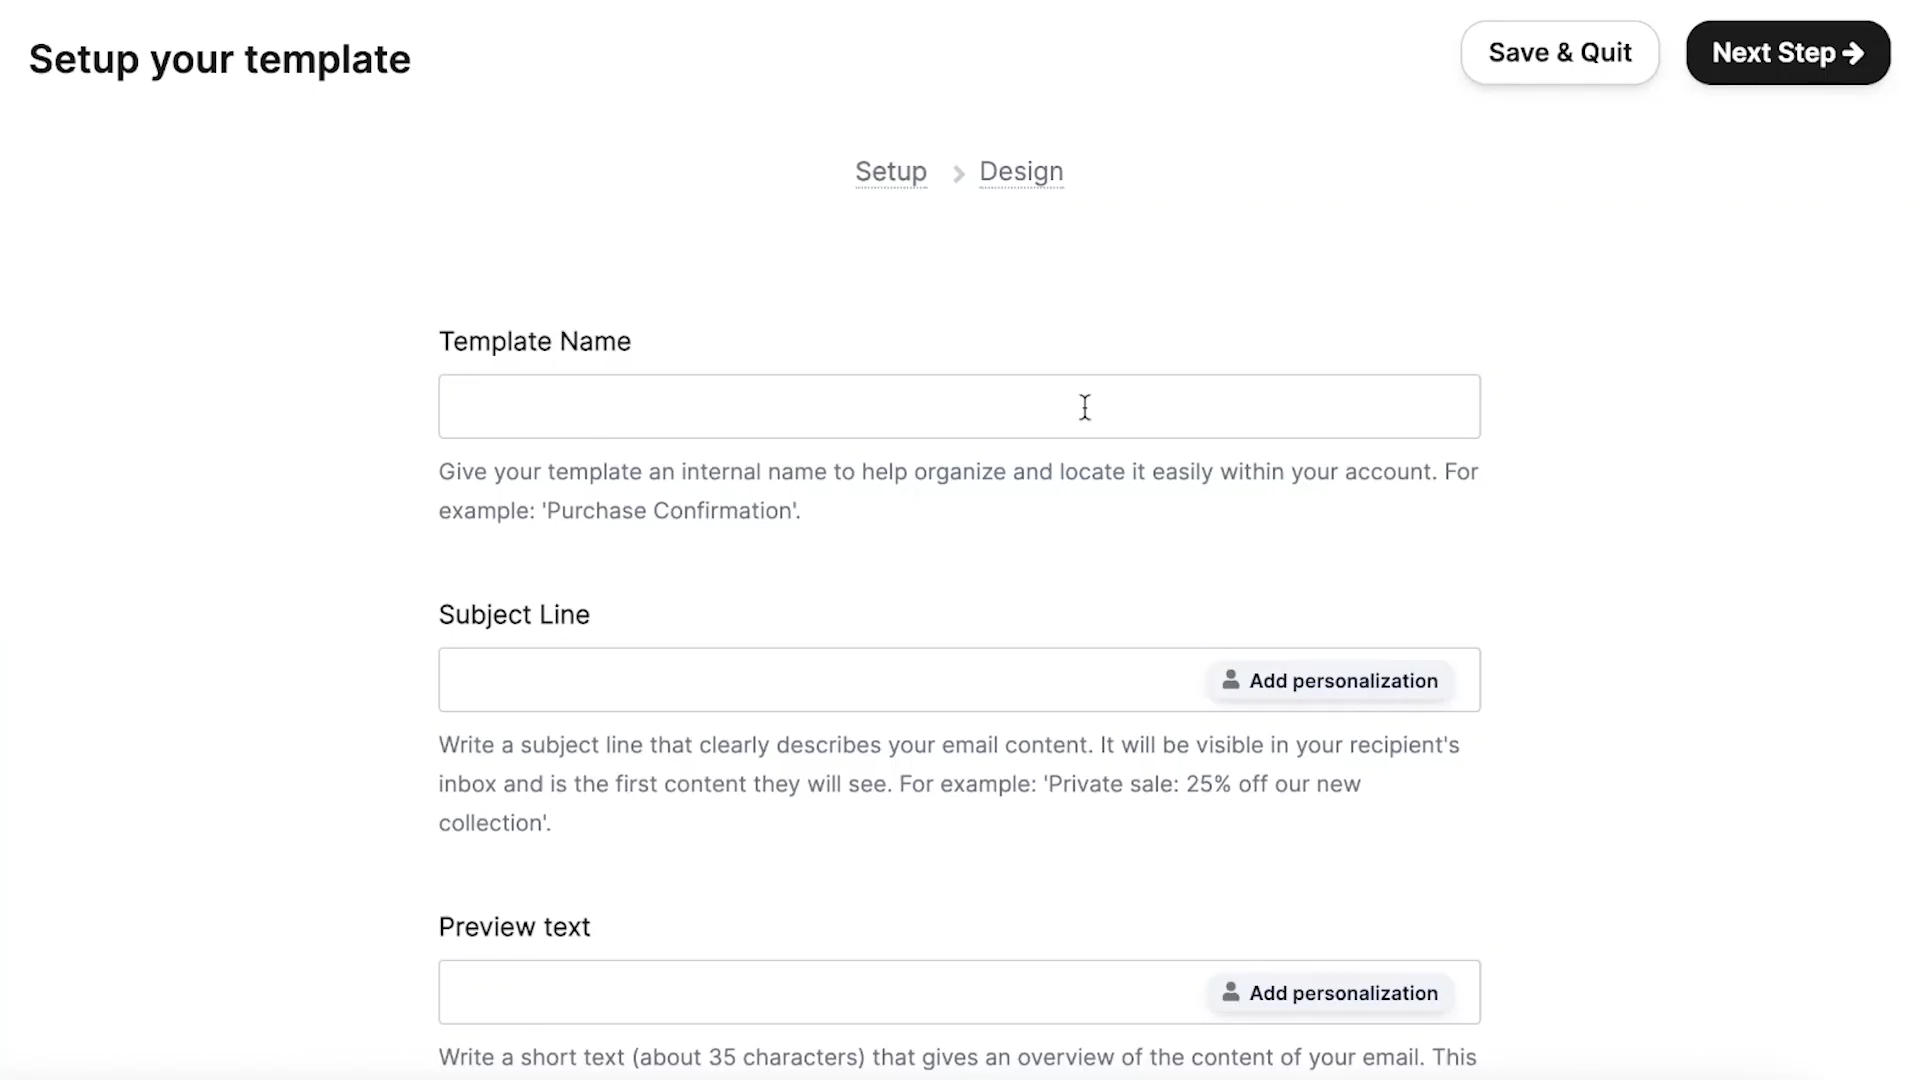 Setup your template
Save & Quit
Next Step
Setup
Design
Template Name
Give your template an internal name to help organize and locate it easily within your account. For
example: 'Purchase Confirmation'.
Subject Line
Add personalization
Write a subject line that clearly describes your email content. It will be visible in your recipient's
inbox and is the first content they will see. For example: 'Private sale: 25% off our new
collection'.
Preview text
Add personalization
Write a short text (about 35 characters) that gives an overview of the content of your email. This